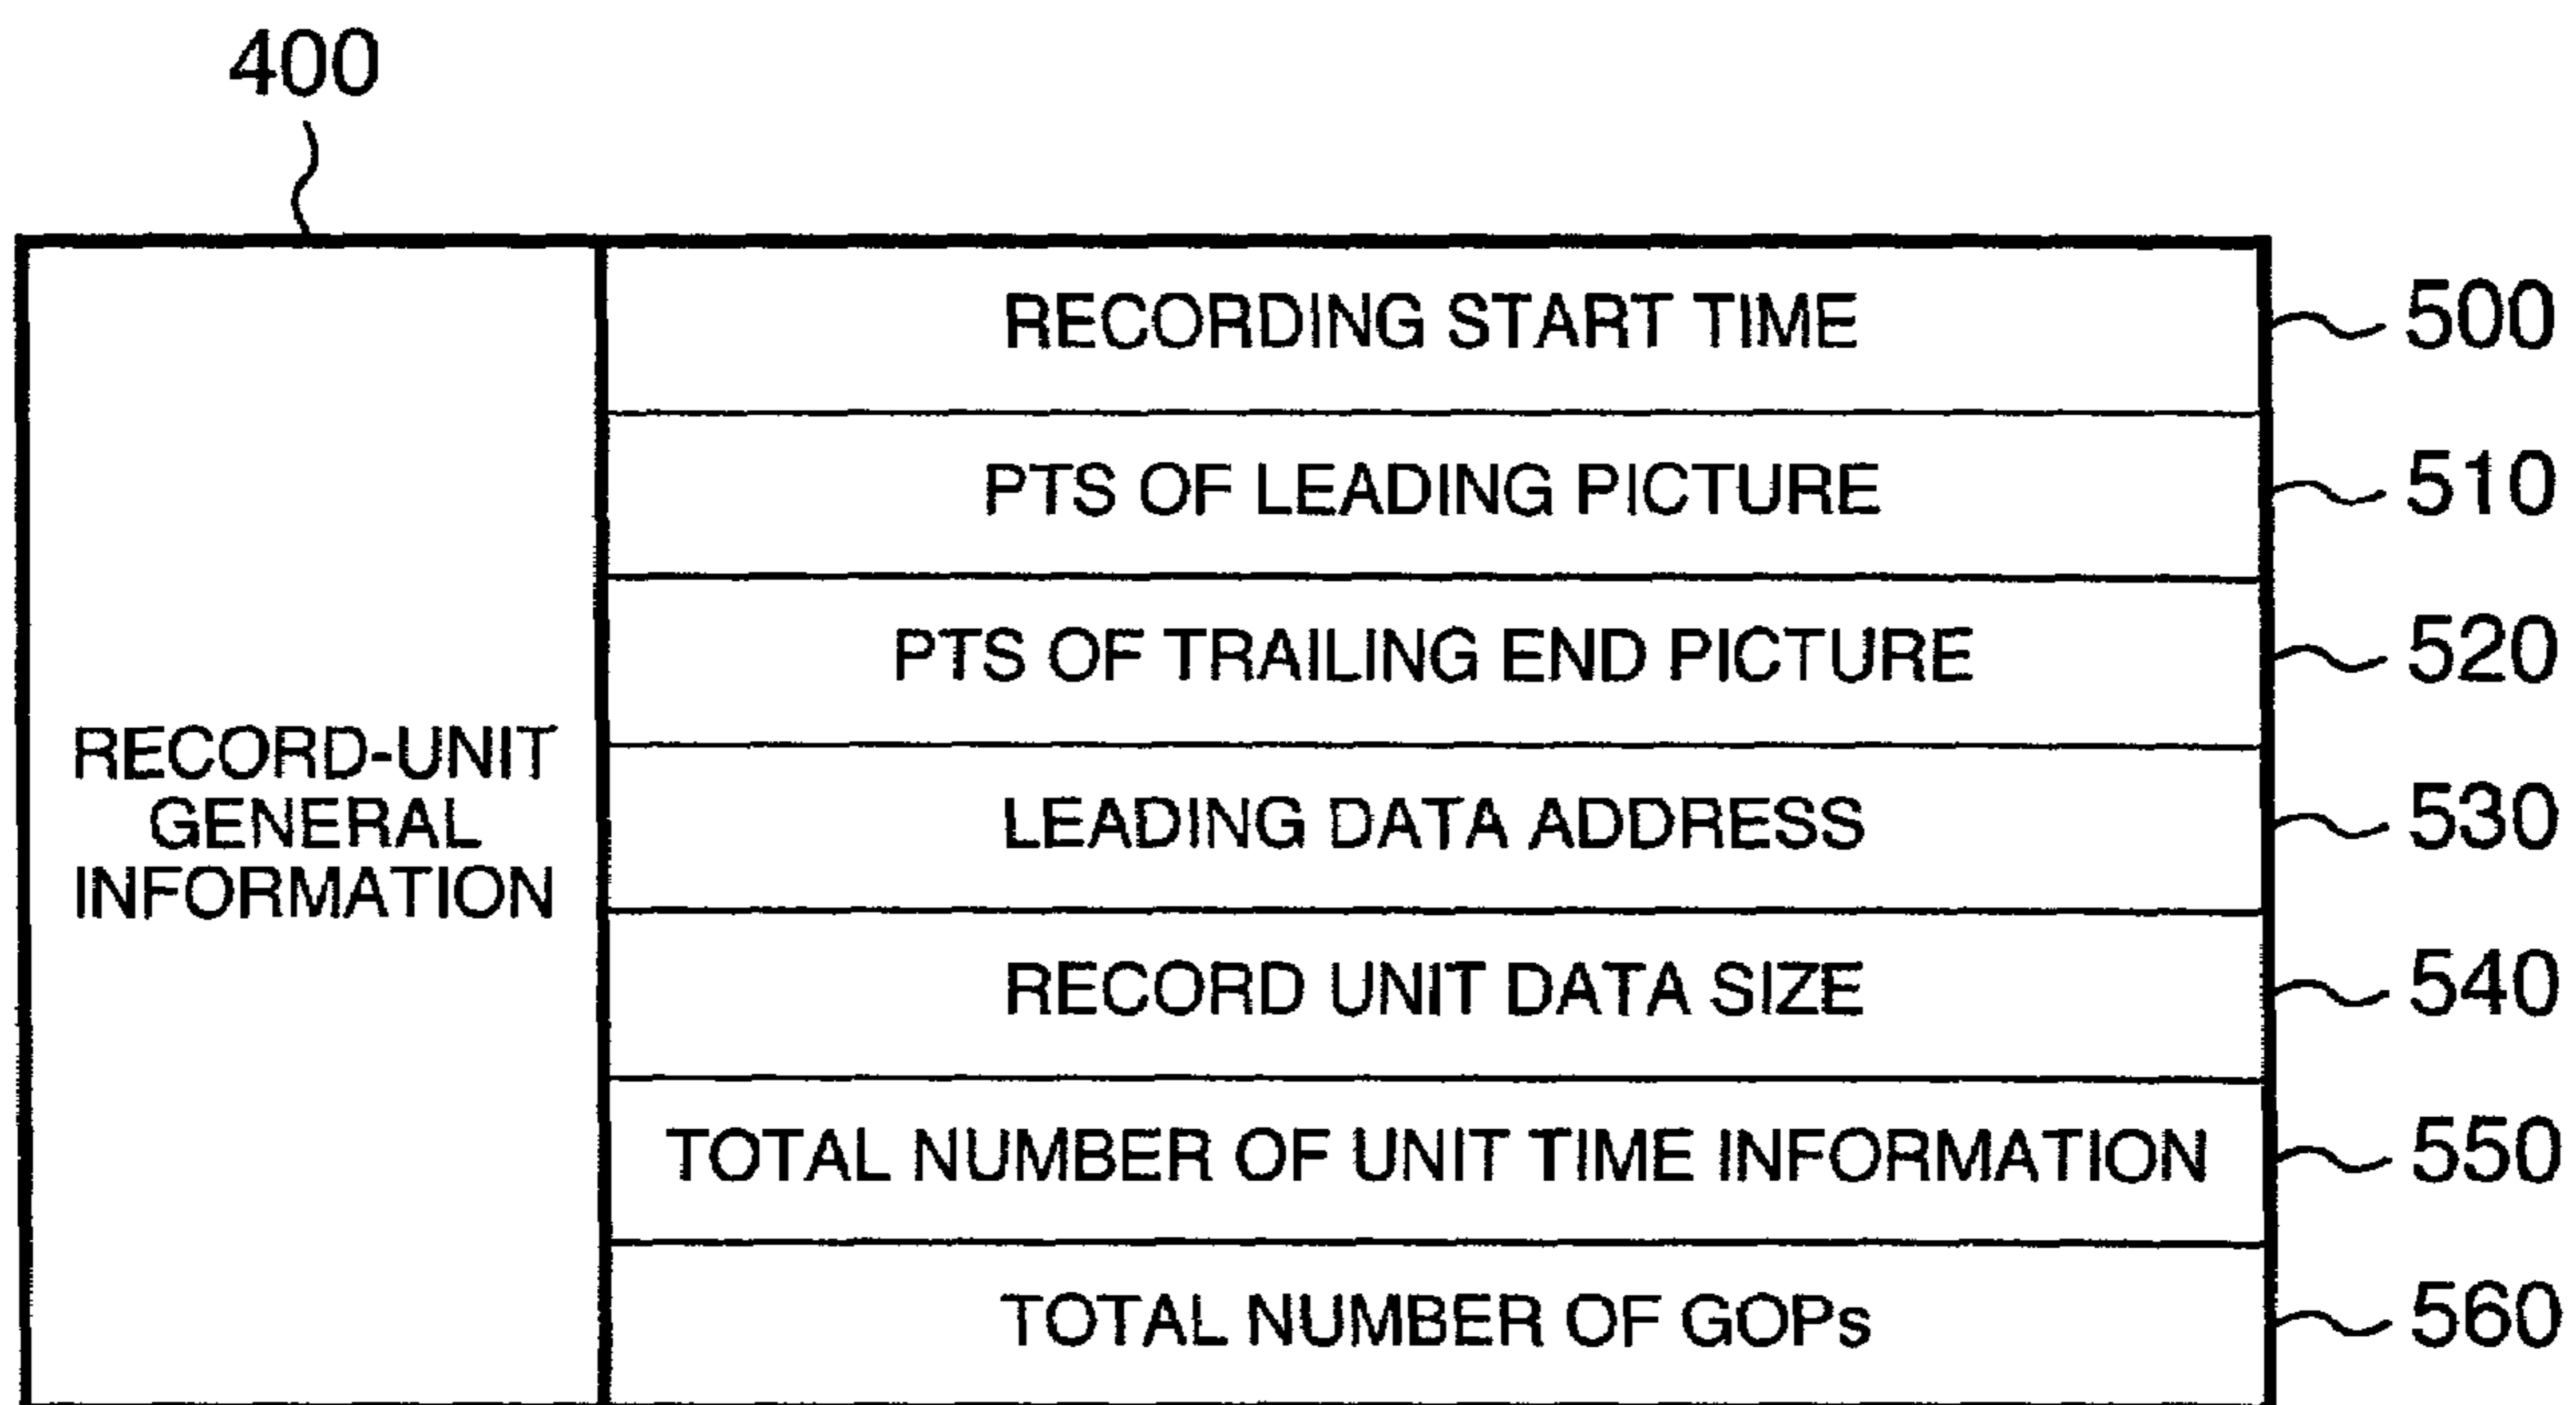 400
RECORD-UNIT
GENERAL
INFORMATION
RECORDING START TIME
500
PTS OF LEADING PICTURE
510
PTS OF TRAILING END PICTURE
520
LEADING DATA ADDRESS
530
RECORD UNIT DATA SIZE
540
TOTAL NUMBER OF UNIT TIME INFORMATION
550
TOTAL NUMBER OF GOPs
560